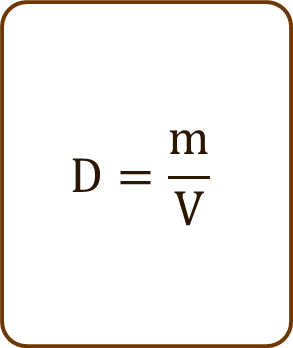 D = m/V